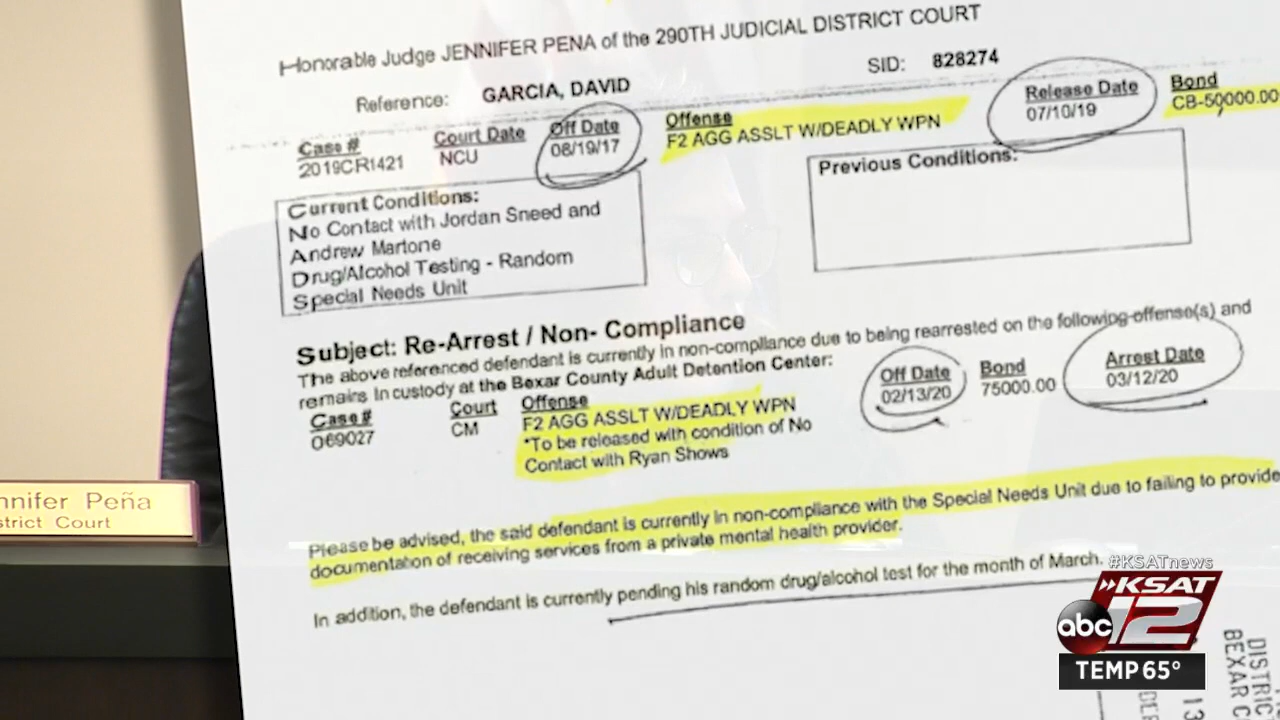 Honorable Judge JENNIFER PENA of the 290TH JUDICIAL DISTRICT COURT
Reference: GARCIA, DAVID SID: 828274
Case # Court Date Off Date Offense Release Date Bond
2019CR1421 NCU 08/19/17 F2 AGG ASSLT W/DEADLY WPN 07/10/19 CB-50000.00
Current Conditions:
No Contact with Jordan Sneed and
Andrew Martone
Drug/Alcohol Testing - Random
Special Needs Unit
Previous Conditions:
Subject: Re-Arrest / Non- Compliance
The above referenced defendant is currently in non-compliance due to being rearrested on the following offense(s) and
remains in custody at the Bexar County Adult Detention Center:
Case# Court Offense Off Date Bond Arrest Date
069027 CM F2 AGG ASSLT W/DEADLY WPN 02/13/20 75000.00 03/12/20
*To be released with condition of No
Contact with Ryan Shows
Please be advised, the said defendant is currently in non-compliance with the Special Needs Unit due to failing to provide
documentation of receiving services from a private mental health provider.
In addition, the defendant is currently pending his random drug/alcohol test for the month of March.
nnifer Peña
strict Court
#KSATnews
KSAT
abc 12
TEMP 65°
DISTRIC
BEXAR C